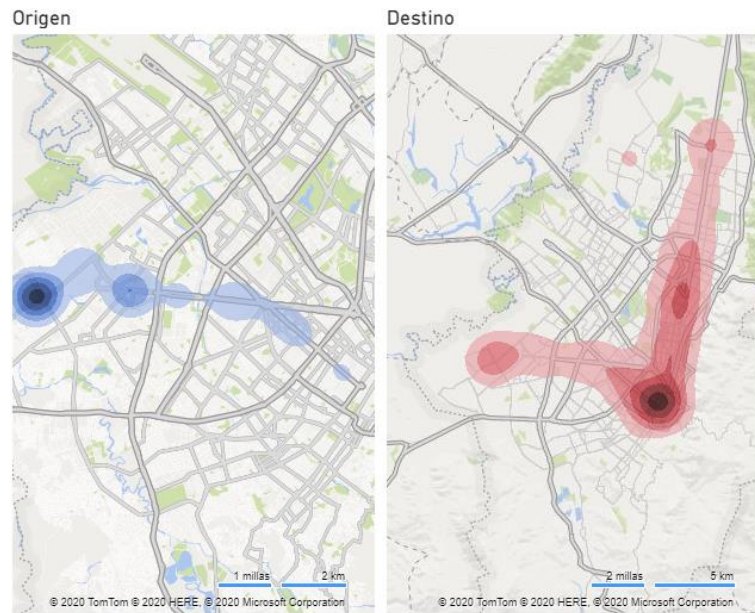 Origen
Destino
1 millas 2 km
© 2020 TomTom © 2020 HERE, © 2020 Microsoft Corporation
2 millas 5 km
© 2020 TomTom © 2020 HERE, © 2020 Microsoft Corporation